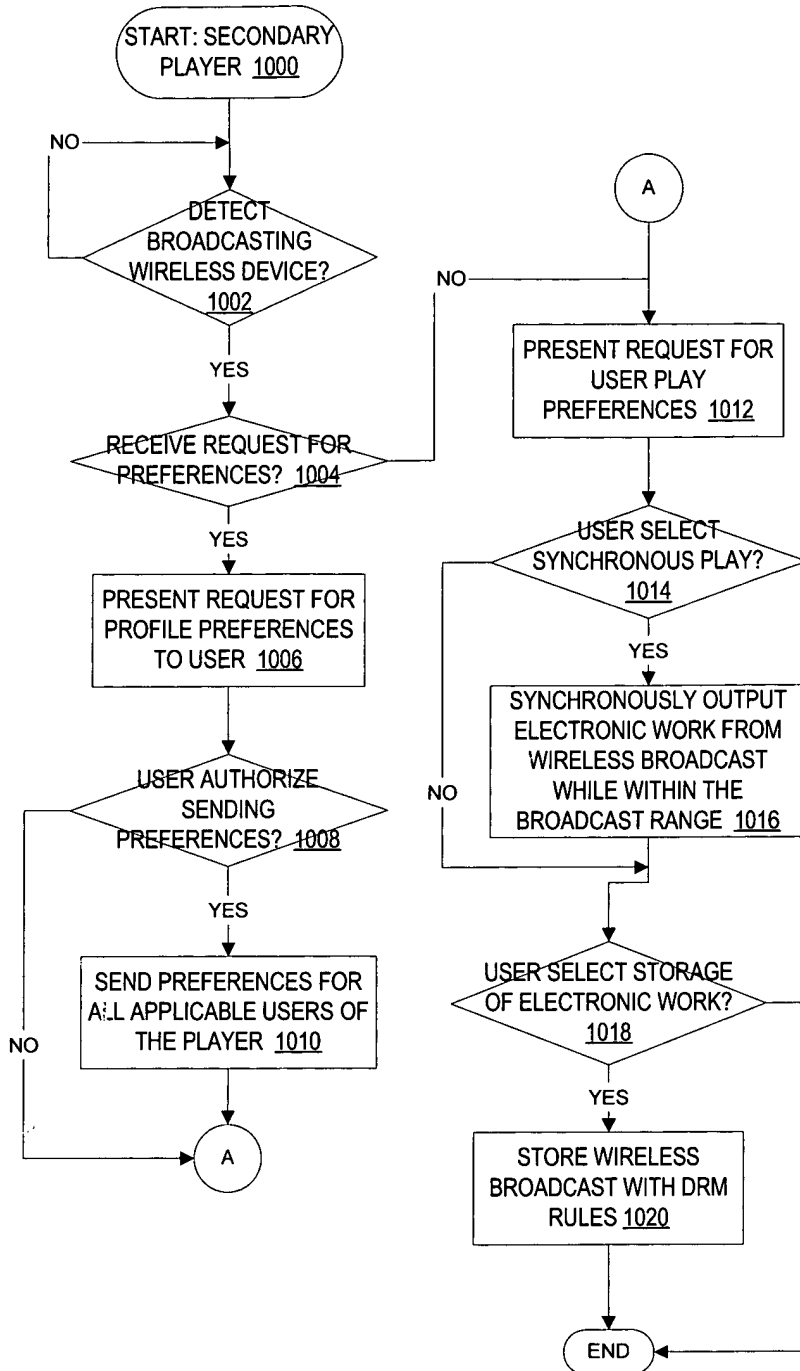 START: SECONDARY
PLAYER 1000
NO
DETECT
BROADCASTING
WIRELESS DEVICE?
1002
YES
RECEIVE REQUEST FOR
PREFERENCES? 1004
YES
PRESENT REQUEST FOR
PROFILE PREFERENCES
TO USER 1006
USER AUTHORIZE
SENDING
PREFERENCES? 1008
YES
SEND PREFERENCES FOR
ALL APPLICABLE USERS OF
THE PLAYER 1010
NO
A
A
NO
PRESENT REQUEST FOR
USER PLAY
PREFERENCES 1012
USER SELECT
SYNCHRONOUS PLAY?
1014
YES
SYNCHRONOUSLY OUTPUT
ELECTRONIC WORK FROM
WIRELESS BROADCAST
WHILE WITHIN THE
BROADCAST RANGE 1016
NO
USER SELECT STORAGE
OF ELECTRONIC WORK?
1018
YES
STORE WIRELESS
BROADCAST WITH DRM
RULES 1020
END